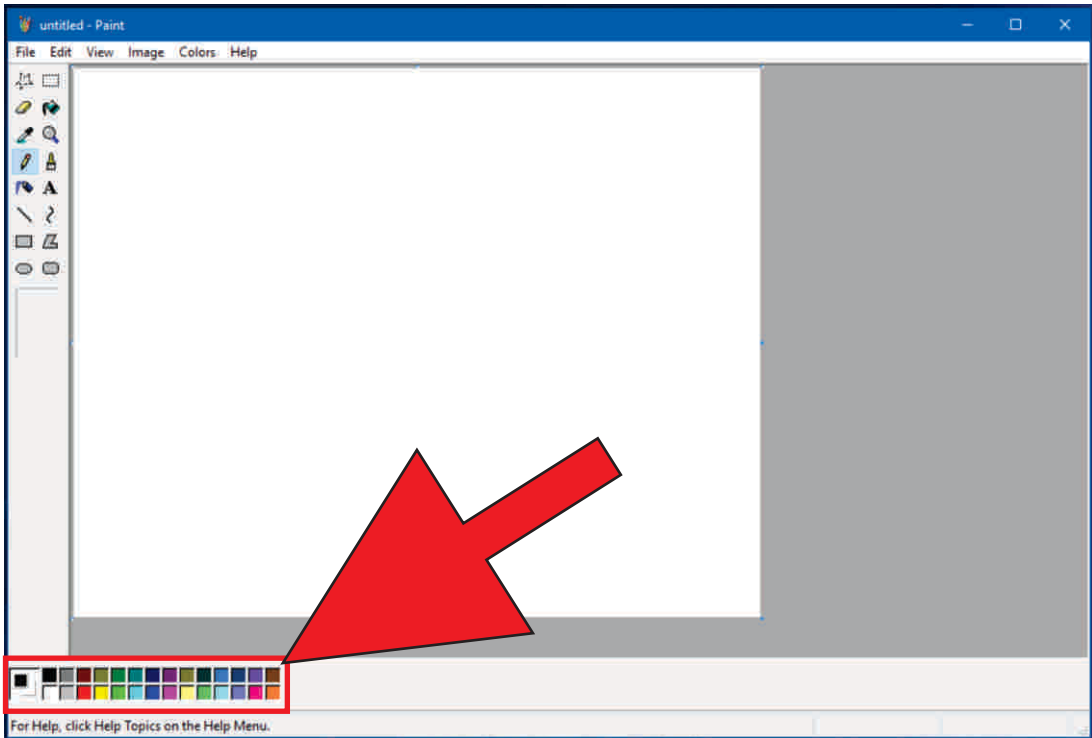 untitled - Paint
File Edit View Image Colors Help
A
For Help, click Help Topics on the Help Menu.